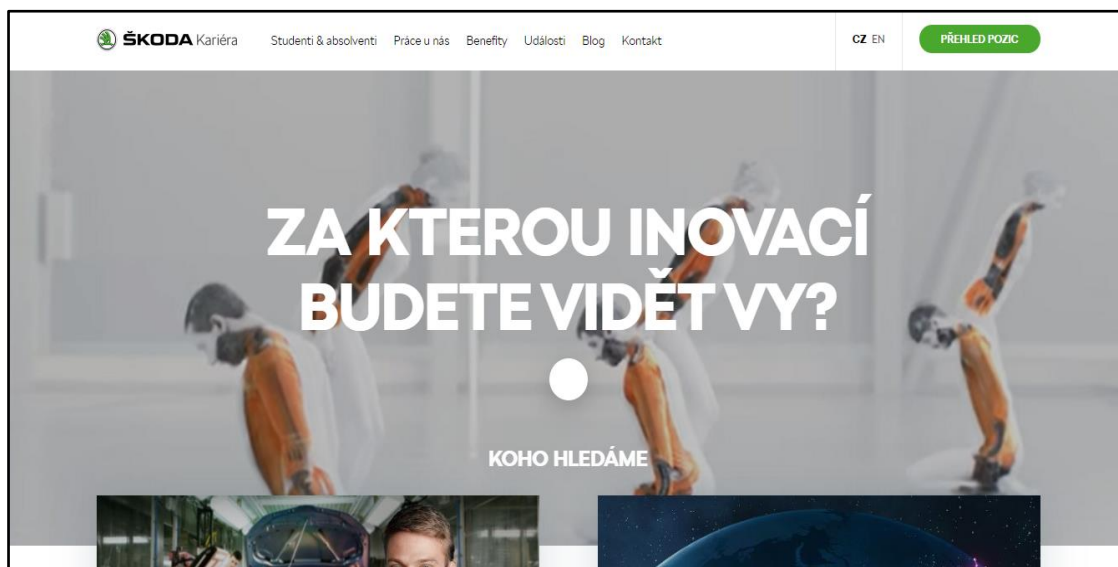 ŠKODA Kariéra
Studenti & absolventi Práce u nás Benefity Události Blog Kontakt
CZ EN
PŘEHLED POZIC
ZA KTEROU INOVACÍ
BUDETE VIDĚT VY?
KOHO HLEDÁME